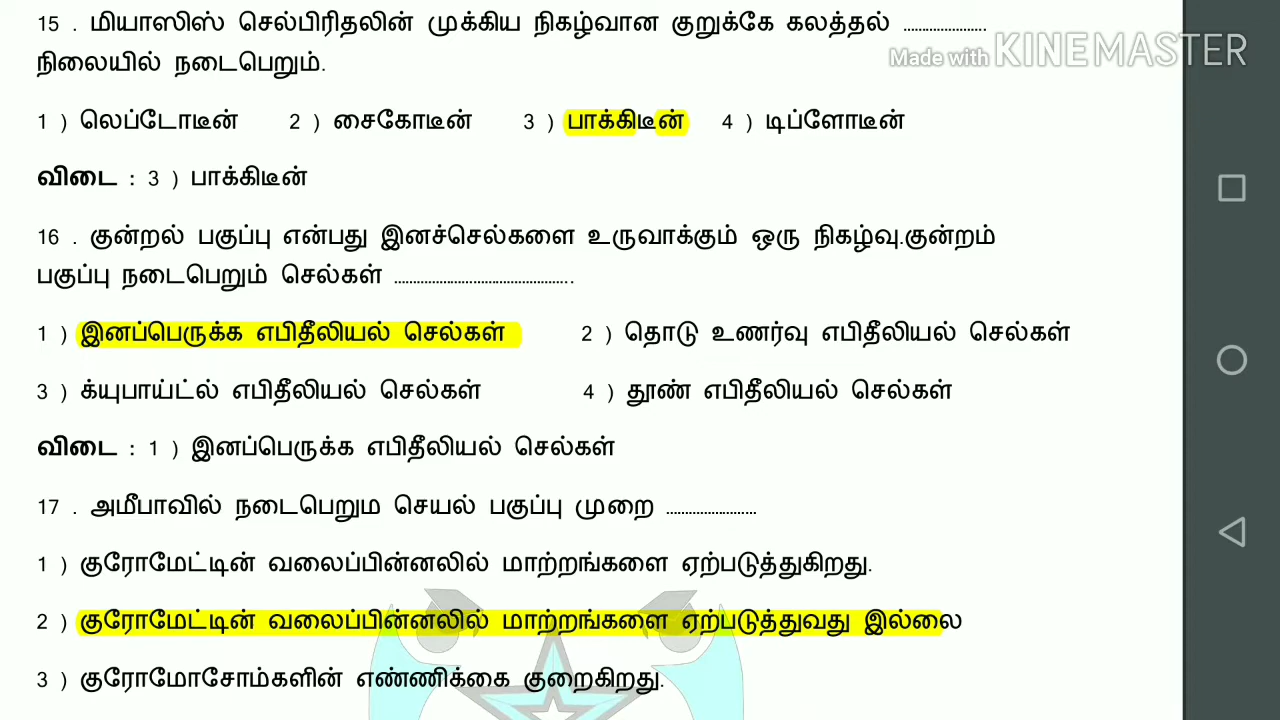 15 . மியாஸிஸ் செல்பிரிதலின் முக்கிய நிகழ்வான குறுக்கே கலத்தல் ......................
Made with KINEMASTER
நிலையில் நடைபெறும்.
1 ) லெப்டோடீன் 2 ) சைகோடீன் 3 ) பாக்கிடீன் 4 ) டிப்ளோடீன்
விடை : 3 ) பாக்கிடீன்
16 . குன்றல் பகுப்பு என்பது இனச்செல்களை உருவாக்கும் ஒரு நிகழ்வு.குன்றம்
பகுப்பு நடைபெறும் செல்கள் ................................................
1 ) இனப்பெருக்க எபிதீலியல் செல்கள் 2 ) தொடு உணர்வு எபிதீலியல் செல்கள்
3 ) க்யுபாய்ட்ல் எபிதீலியல் செல்கள் 4 ) தூண் எபிதீலியல் செல்கள்
விடை : 1 ) இனப்பெருக்க எபிதீலியல் செல்கள்
17 . அமீபாவில் நடைபெறும செயல் பகுப்பு முறை ........................
1 ) குரோமேட்டின் வலைப்பின்னலில் மாற்றங்களை ஏற்படுத்துகிறது.
2 ) குரோமேட்டின் வலைப்பின்னலில் மாற்றங்களை ஏற்படுத்துவது இல்லை
3 ) குரோமோசோம்களின் எண்ணிக்கை குறைகிறது.